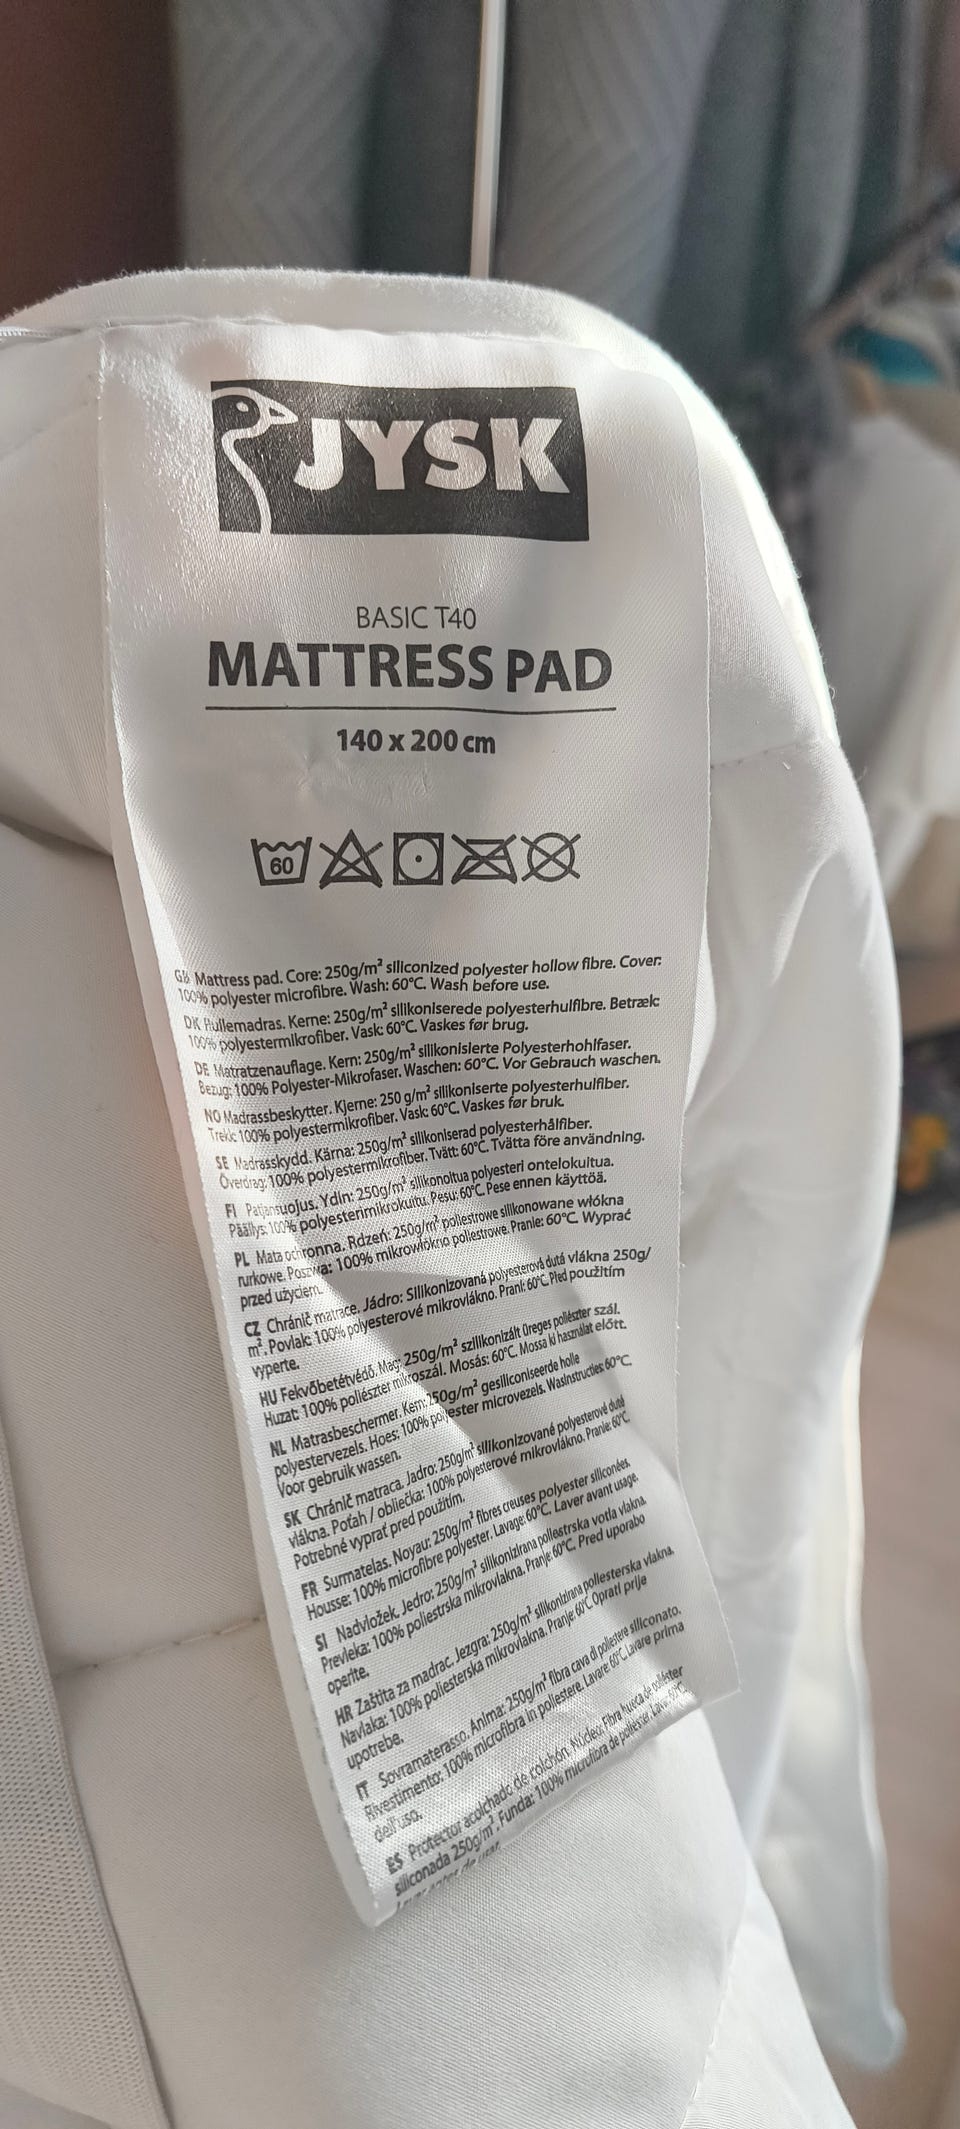 JYSK
BASIC T40
MATTRESS PAD
140 x 200 cm
60
GB Mattress pad. Core: 250g/m² siliconized polyester hollow fibre. Cover:
100% polyester microfibre. Wash: 60°C. Wash before use.
DK Rullemadras. Kerne: 250g/m² silikoniserede polyesterhulfibre. Betræk:
100% polyestermikrofiber. Vask: 60°C. Vaskes før brug.
DE Matratzenauflage. Kern: 250g/m² silikonisierte Polyesterhohlfaser.
Bezug: 100% Polyester-Mikrofaser. Waschen: 60°C. Vor Gebrauch waschen.
NO Madrassbeskytter. Kjerne: 250 g/m² silikoniserte polyesterhulfiber.
Trekk: 100% polyestermikrofiber. Vask: 60°C. Vaskes før bruk.
SE Madrasskydd. Kärna: 250g/m² silikoniserad polyesterhålfiber.
Överdrag: 100% polyestermikrofiber. Tvätt: 60°C. Tvätta före användning.
FI Patjansuojus. Ydin: 250g/m² silikonoitua polyesteri ontelokuitua.
Päällys: 100% polyesterimikrokuitu. Pesu: 60°C. Pese ennen käyttöä.
PL Mata ochronna. Rdzeń: 250g/m² poliestrowe silikonowane włókna
rurkowe. Poszwa: 100% mikrowłókno poliestrowe. Pranie: 60°C. Wyprać
przed użyciem.
CZ Chránič matrace. Jádro: Silikonizovaná polyesterová dutá vlákna 250g/
m². Povlak: 100% polyesterové mikrovlákno. Praní: 60°C. Před použitím
vyperte.
HU Fekvőbetétvédő. Mag: 250g/m² szilikonizált üreges poliészter szál.
Huzat: 100% poliészter mikroszál. Mosás: 60°C. Mossa ki használat előtt.
NL Matrasbeschermer. Kern: 250g/m² gesiliconiseerde holle
polyestervezels. Hoes: 100% polyester microvezels. Wasinstructies: 60°C.
Voor gebruik wassen.
SK Chránič matraca. Jadro: 250g/m² silikonizované polyesterové duté
vlákna. Poťah / obliečka: 100% polyesterové mikrovlákno. Pranie: 60°C.
Potrebné vyprať pred použitím.
FR Surmatelas. Noyau: 250g/m² fibres creuses polyester siliconées.
Housse: 100% microfibre polyester. Lavage: 60°C. Laver avant usage.
SI Nadvložek. Jedro: 250g/m² silikonizirana poliestrska votla vlakna.
Prevleka: 100% poliestrska mikrovlakna. Pranje: 60°C. Pred uporabo
operite.
HR Zaštita za madrac. Jezgra: 250g/m² silikonizirana poliesterska vlakna.
Navlaka: 100% poliesterska mikrovlakna. Pranje: 60°C Oprati prije
upotrebe.
IT Sovramaterasso. Anima: 250g/m² fibra cava di poliestere siliconato.
Rivestimento: 100% microfibra in poliestere. Lavare: 60°C. Lavare prima
dell'uso.
ES Protector acolchado de colchón. Núcleo: Fibra hueca de poliéster
siliconada 250g/m². Funda: 100% microfibra de poliéster. Lavar: 60°C.
Lavar antes de usar.